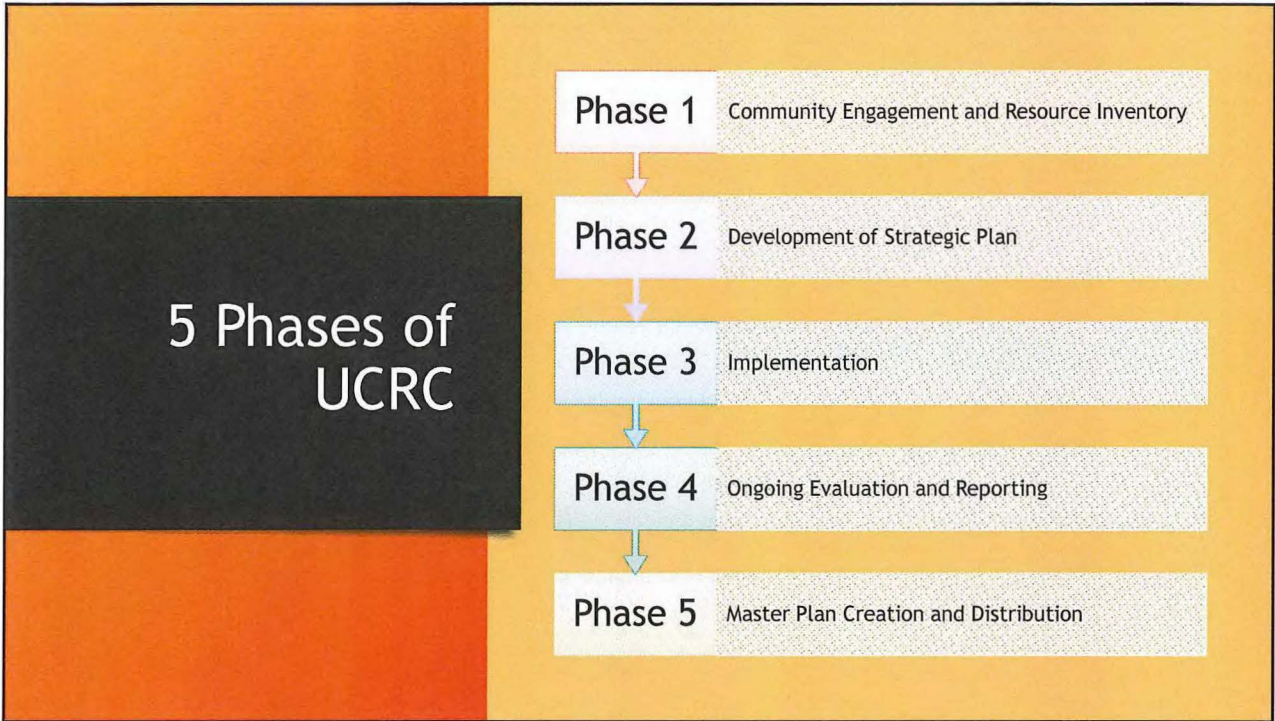 5 Phases of
UCRC
Phase 1
Community Engagement and Resource Inventory
Phase 2
Development of Strategic Plan
Phase 3
Implementation
Phase 4
Ongoing Evaluation and Reporting
Phase 5
Master Plan Creation and Distribution